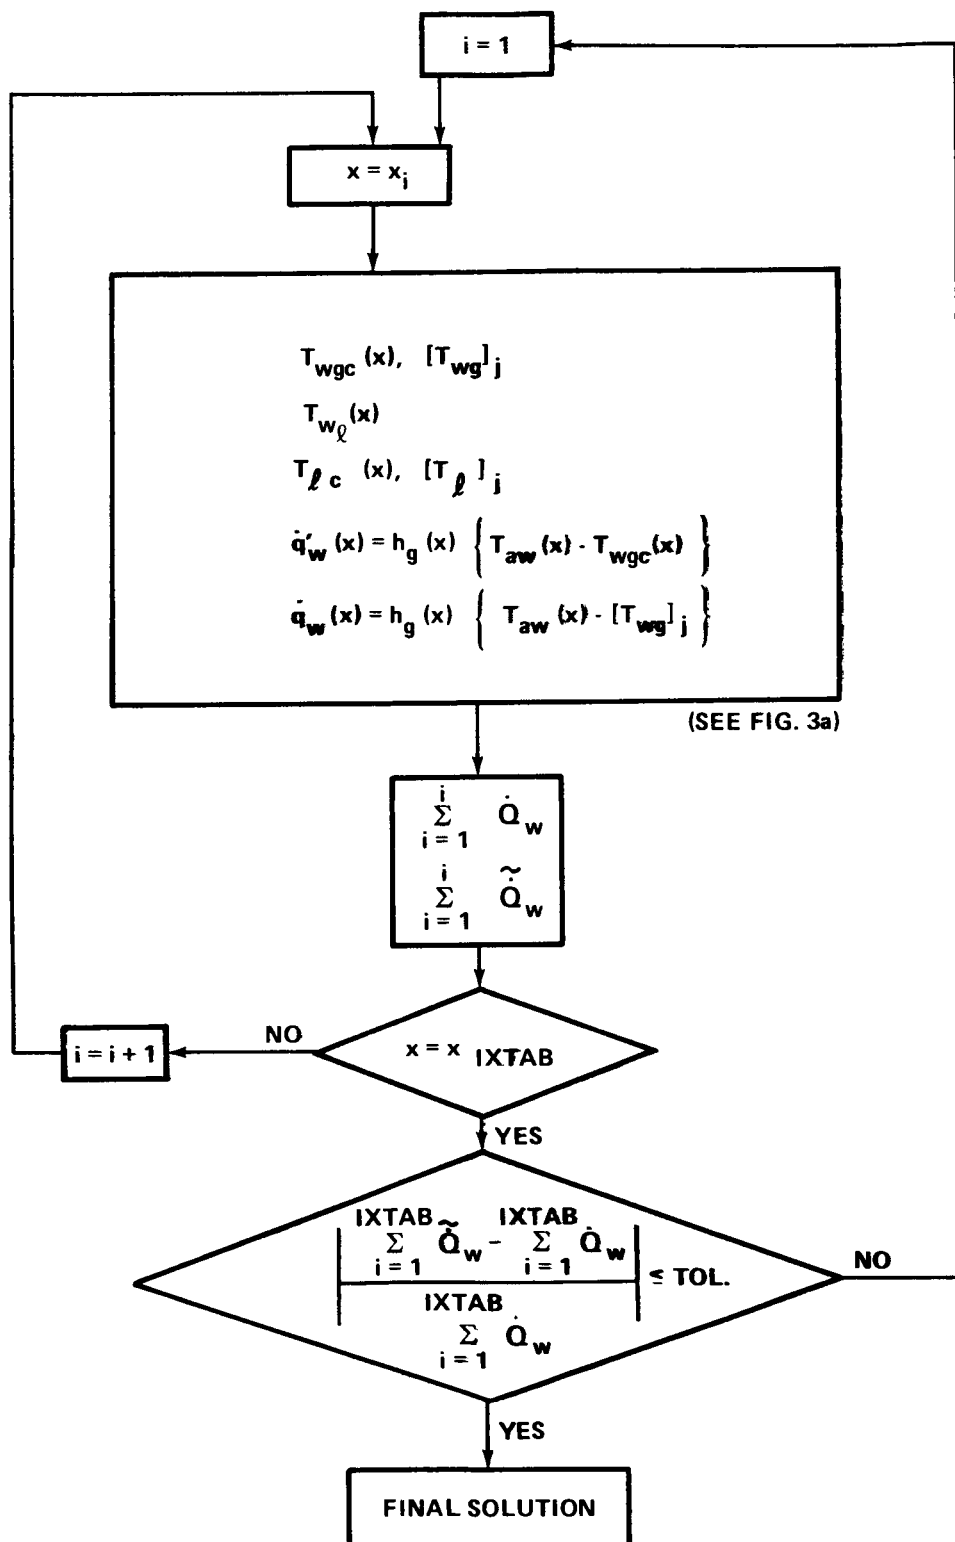 i = 1
x = x_i
T_wgc (x), [T_wg]_j
T_wℓ (x)
T_ℓc (x), [T_ℓ]_j
q̇′_w (x) = h_g (x) { T_aw (x) - T_wgc (x) }
q̇_w (x) = h_g (x) { T_aw (x) - [T_wg]_j }
(SEE FIG. 3a)
i
Σ Q̇_w
i = 1
i
Σ Q̇̃_w
i = 1
NO
i = i + 1
x = x IXTAB
YES
IXTAB IXTAB
| Σ Q̇̃_w - Σ Q̇_w | ≤ TOL.
i = 1 i = 1
IXTAB
Σ Q̇_w
i = 1
NO
YES
FINAL SOLUTION